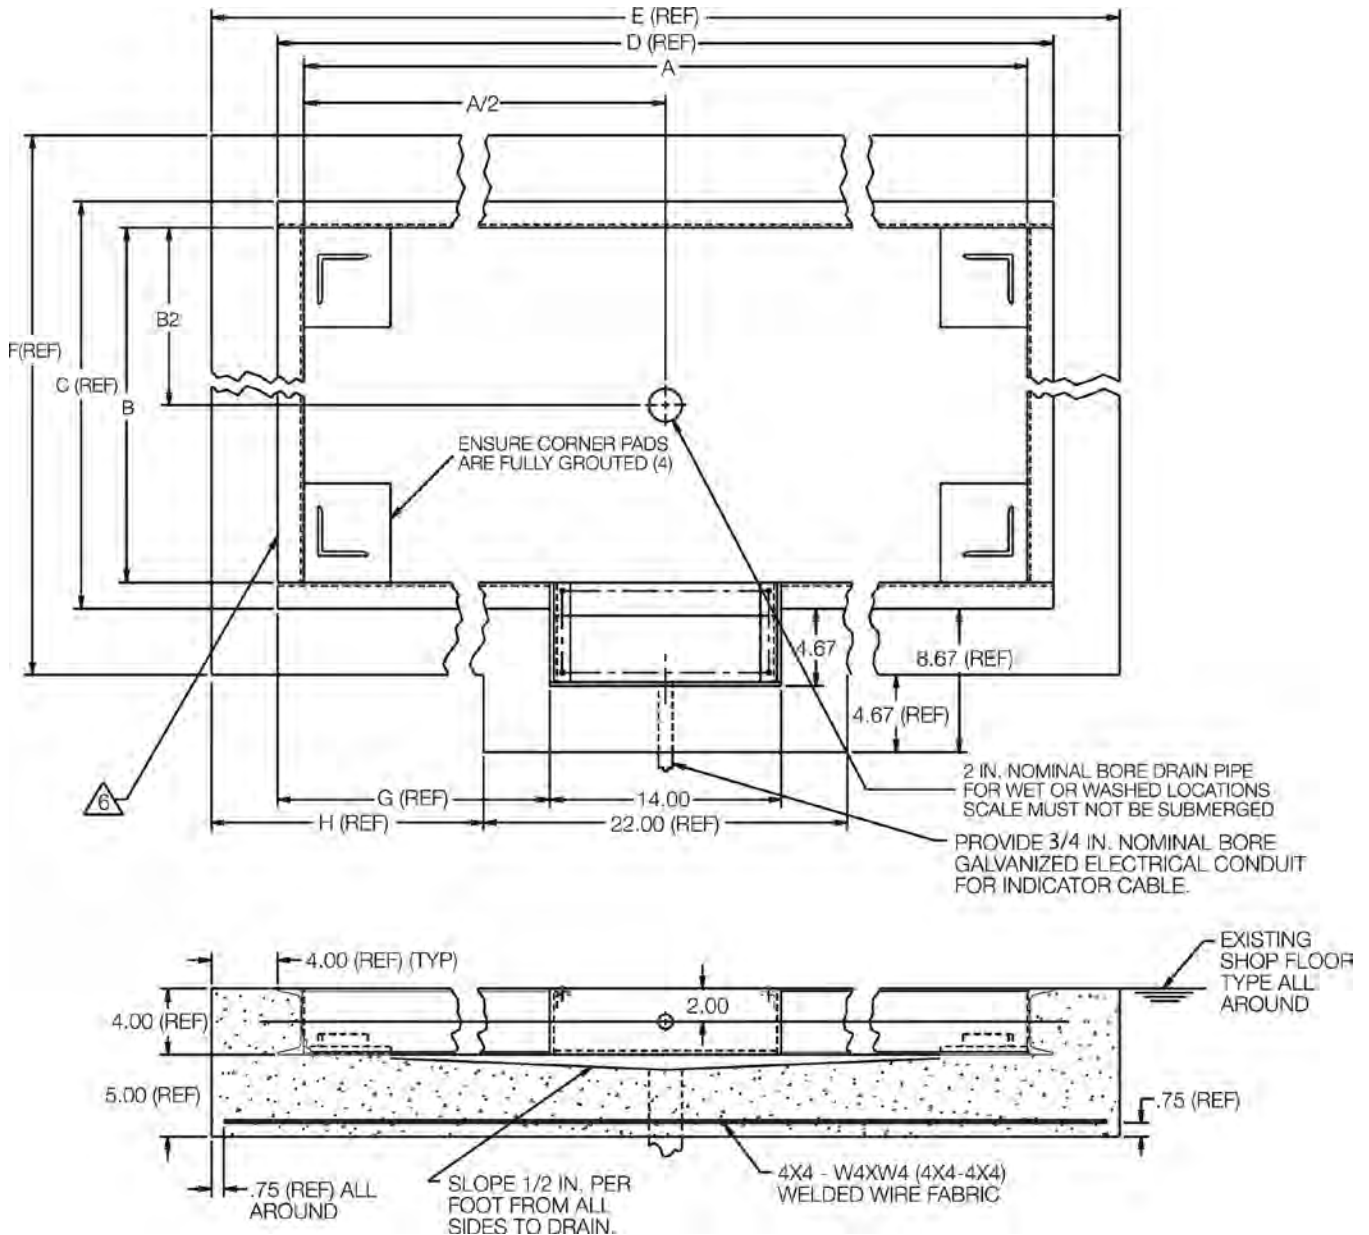 E (REF)
D (REF)
A
A/2
B2
F(REF)
C (REF)
B
ENSURE CORNER PADS
ARE FULLY GROUTED (4)
4.67
8.67 (REF)
4.67 (REF)
6
2 IN. NOMINAL BORE DRAIN PIPE
FOR WET OR WASHED LOCATIONS
SCALE MUST NOT BE SUBMERGED
G (REF)
14.00
H (REF)
22.00 (REF)
PROVIDE 3/4 IN. NOMINAL BORE
GALVANIZED ELECTRICAL CONDUIT
FOR INDICATOR CABLE.
EXISTING
SHOP FLOOR
TYPE ALL
AROUND
4.00 (REF) (TYP)
2.00
4.00 (REF)
5.00 (REF)
.75 (REF)
.75 (REF) ALL
AROUND
SLOPE 1/2 IN. PER
FOOT FROM ALL
SIDES TO DRAIN.
4X4 - W4XW4 (4X4-4X4)
WELDED WIRE FABRIC